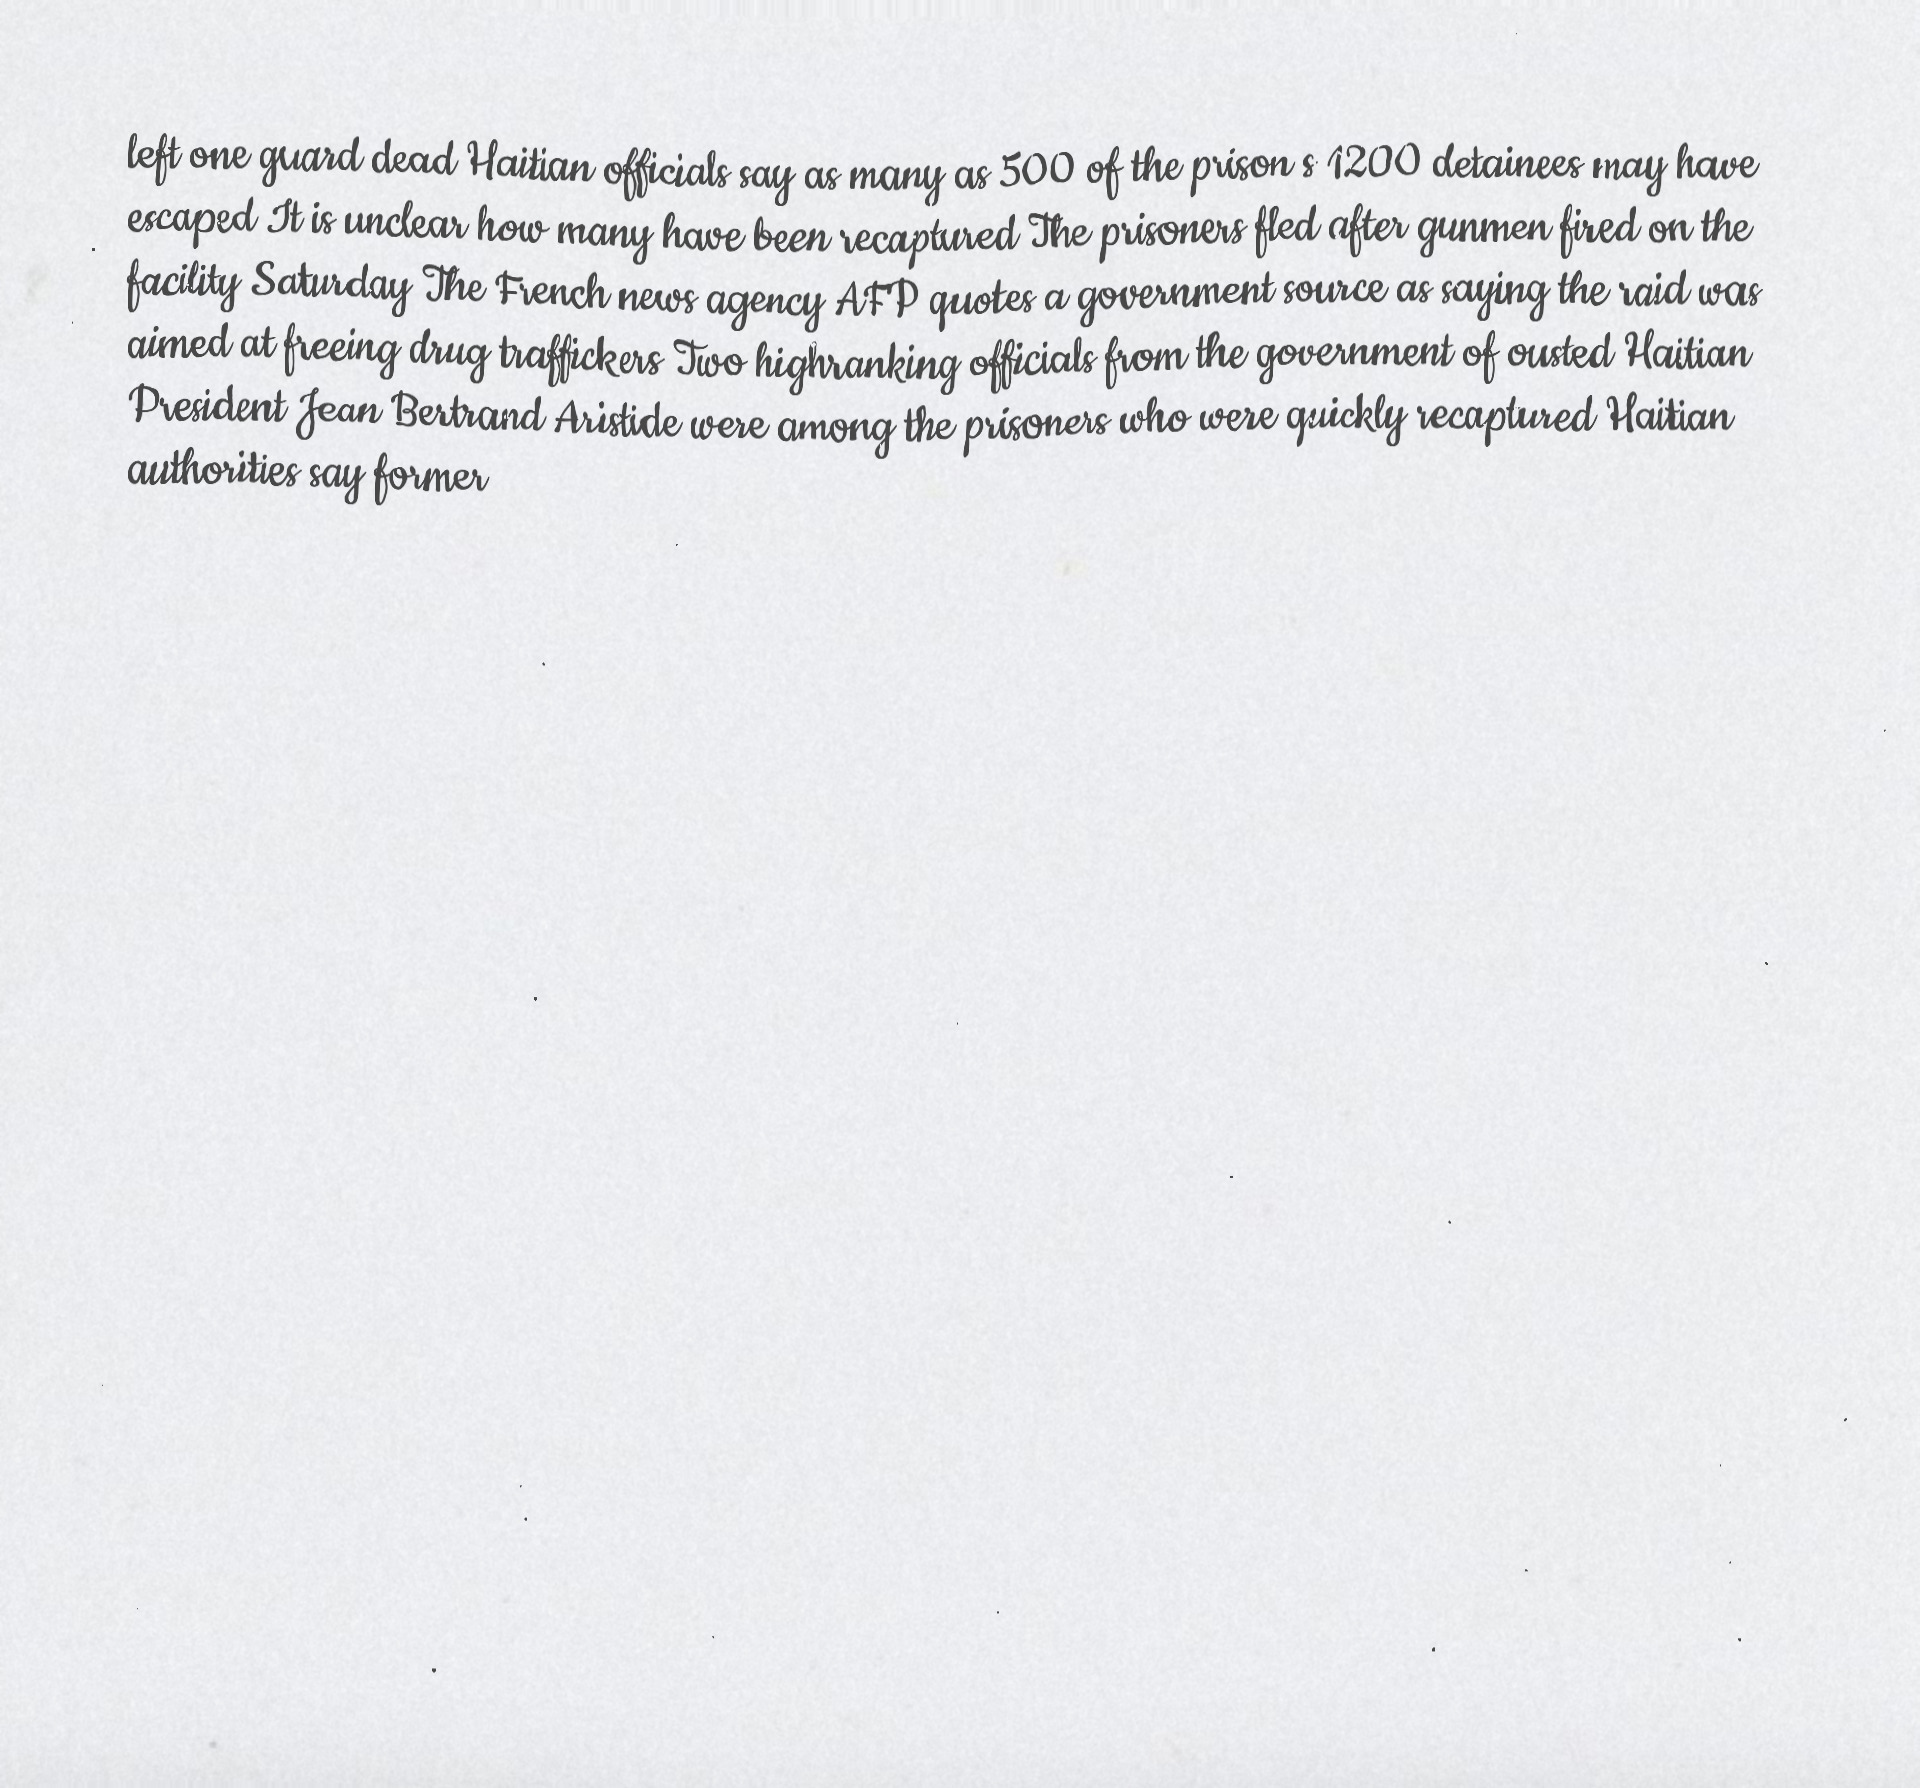 left one guard dead Haitian officials say as many as 500 of the prison s 1200 detainees may have
escaped It is unclear how many have been recaptured The prisoners fled after gunmen fired on the
facility Saturday The French news agency AFP quotes a government source as saying the raid was
aimed at freeing drug traffickers Two highranking officials from the government of ousted Haitian
President Jean Bertrand Aristide were among the prisoners who were quickly recaptured Haitian
authorities say former